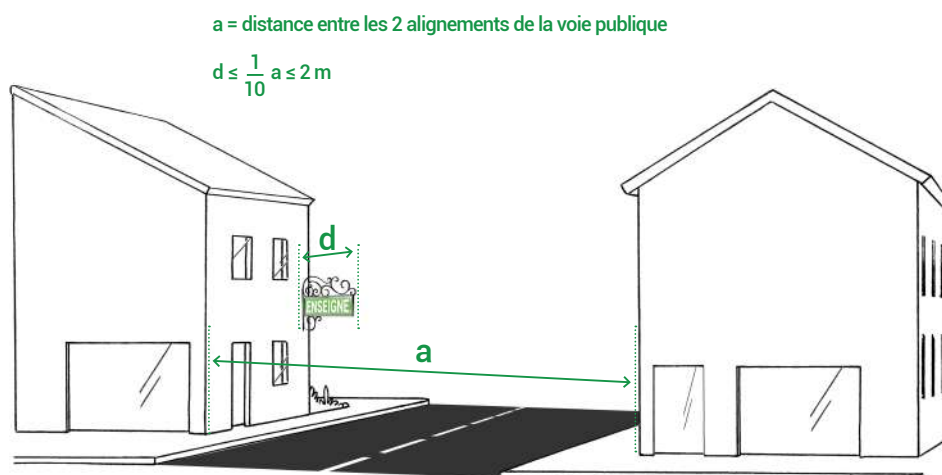 a = distance entre les 2 alignements de la voie publique
d ≤ 1/10 a ≤ 2 m
d
ENSEIGNE
a